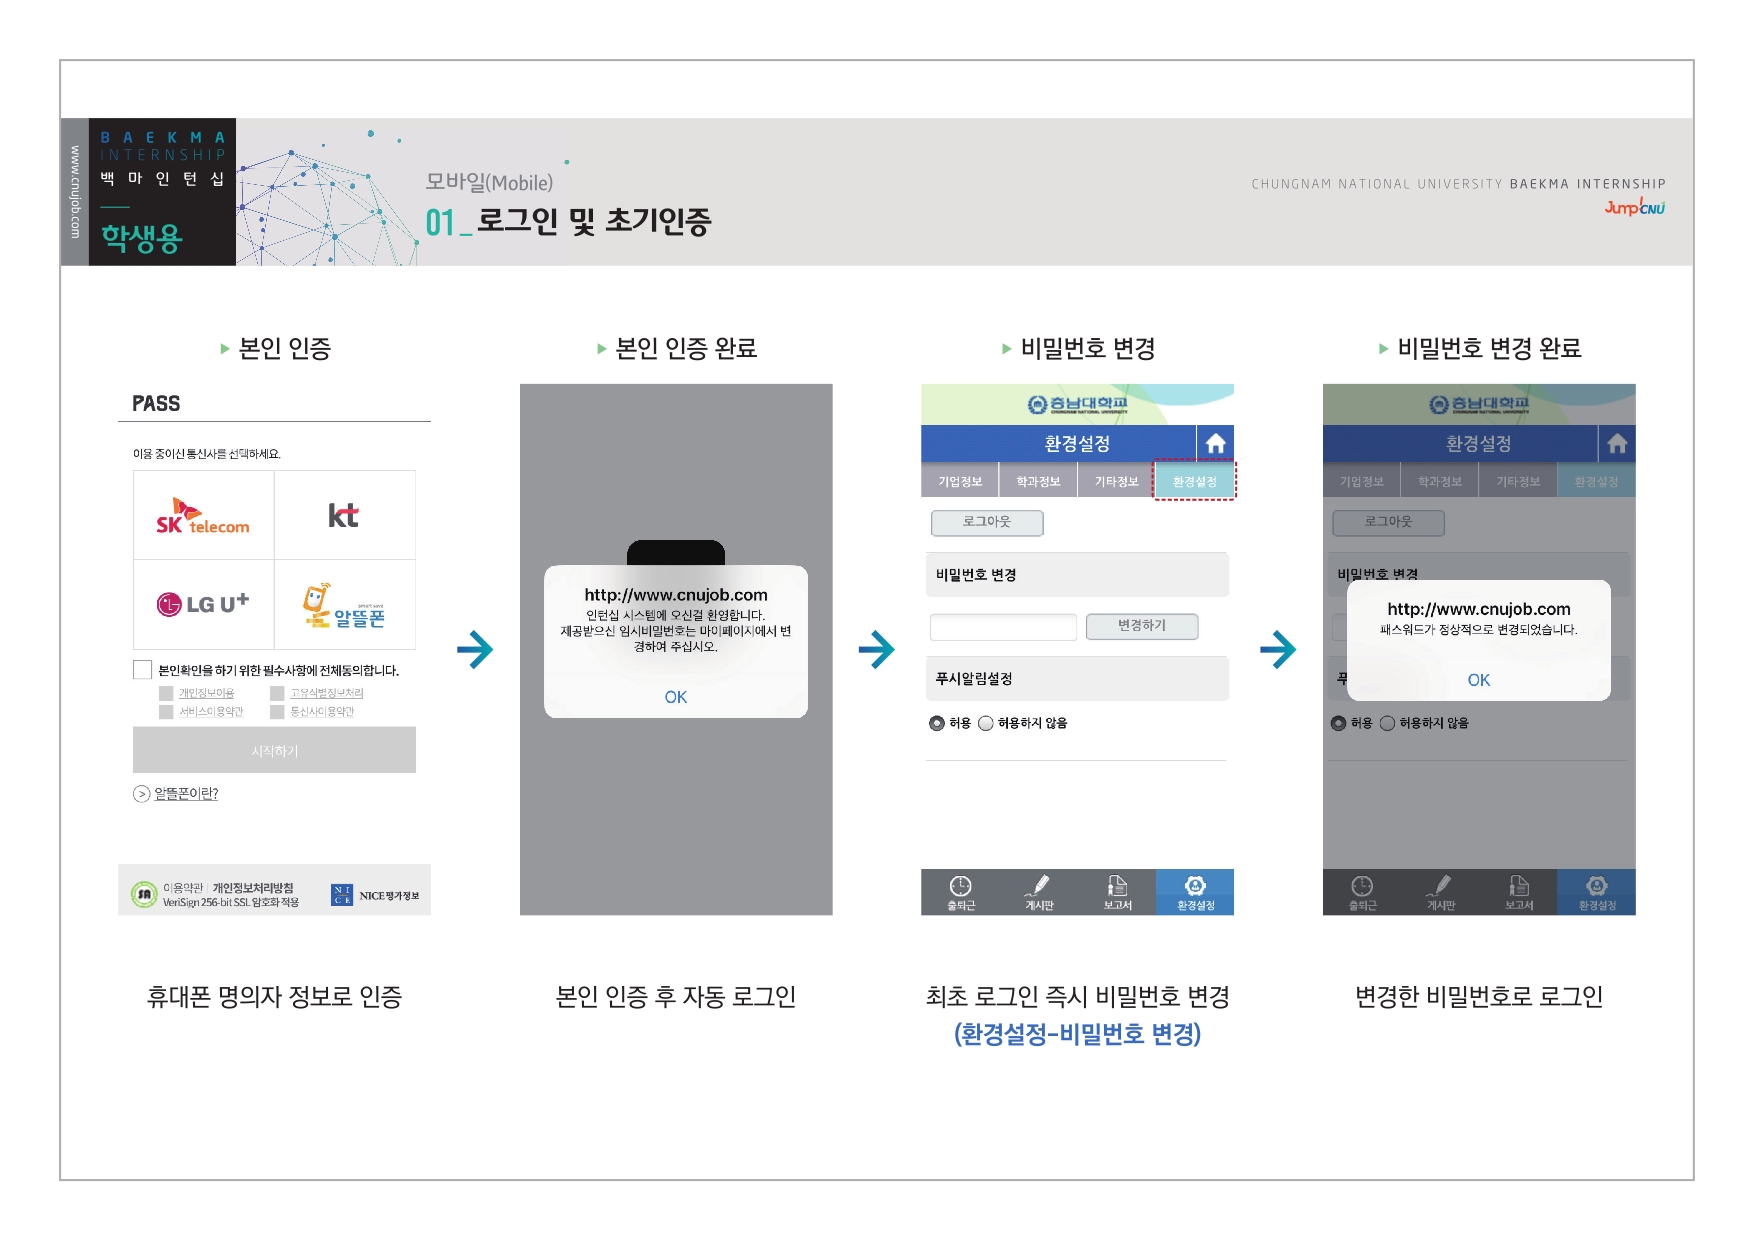 www.cnujob.com
BAEKMA
INTERNSHIP
백마인턴십
학생용
모바일(Mobile)
01_로그인 및 초기인증
CHUNGNAM NATIONAL UNIVERSITY BAEKMA INTERNSHIP
Jump!CNU
▶ 본인 인증
PASS
이용 중이신 통신사를 선택하세요.
SK telecom
kt
LG U+
smart save
알뜰폰
본인확인을 하기 위한 필수사항에 전체동의합니다.
개인정보이용
고유식별정보처리
서비스이용약관
통신사이용약관
시작하기
> 알뜰폰이란?
SA
이용약관 | 개인정보처리방침
VeriSign 256-bit SSL 암호화 적용
NICE
NICE평가정보
휴대폰 명의자 정보로 인증
▶ 본인 인증 완료
http://www.cnujob.com
인턴십 시스템에 오신걸 환영합니다.
제공받으신 임시비밀번호는 마이페이지에서 변
경하여 주십시오.
OK
본인 인증 후 자동 로그인
▶ 비밀번호 변경
충남대학교
CHUNGNAM NATIONAL UNIVERSITY
환경설정
기업정보
학과정보
기타정보
환경설정
로그아웃
비밀번호 변경
변경하기
푸시알림설정
허용
허용하지 않음
출퇴근
게시판
보고서
환경설정
최초 로그인 즉시 비밀번호 변경
(환경설정-비밀번호 변경)
▶ 비밀번호 변경 완료
충남대학교
CHUNGNAM NATIONAL UNIVERSITY
환경설정
기업정보
학과정보
기타정보
환경설정
로그아웃
비밀번호 변경
http://www.cnujob.com
패스워드가 정상적으로 변경되었습니다.
OK
푸
허용
허용하지 않음
출퇴근
게시판
보고서
환경설정
변경한 비밀번호로 로그인